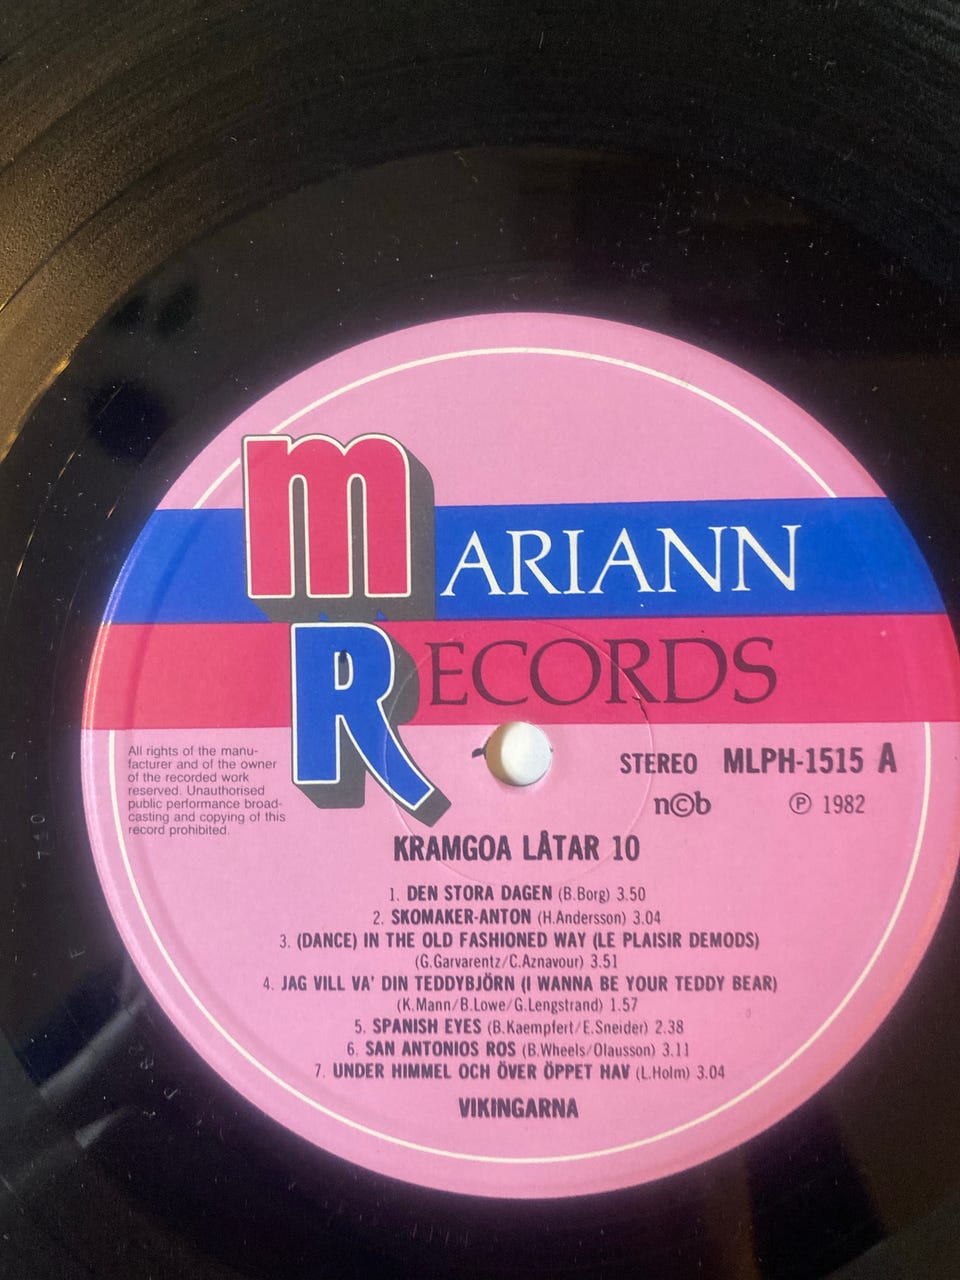 mARIANN
RECORDS
All rights of the manu-
facturer and of the owner
of the recorded work
reserved. Unauthorised
public performance broad-
casting and copying of this
record prohibited.
STEREO MLPH-1515 A
n©b ℗ 1982
KRAMGOA LÅTAR 10
1. DEN STORA DAGEN (B.Borg) 3.50
2. SKOMAKER-ANTON (H.Andersson) 3.04
3. (DANCE) IN THE OLD FASHIONED WAY (LE PLAISIR DEMODS)
(G.Garvarentz/C.Aznavour) 3.51
4. JAG VILL VA' DIN TEDDYBJÖRN (I WANNA BE YOUR TEDDY BEAR)
(K.Mann/B.Lowe/G.Lengstrand) 1.57
5. SPANISH EYES (B.Kaempfert/E.Sneider) 2.38
6. SAN ANTONIOS ROS (B.Wheels/Olausson) 3.11
7. UNDER HIMMEL OCH ÖVER ÖPPET HAV (L.Holm) 3.04
VIKINGARNA